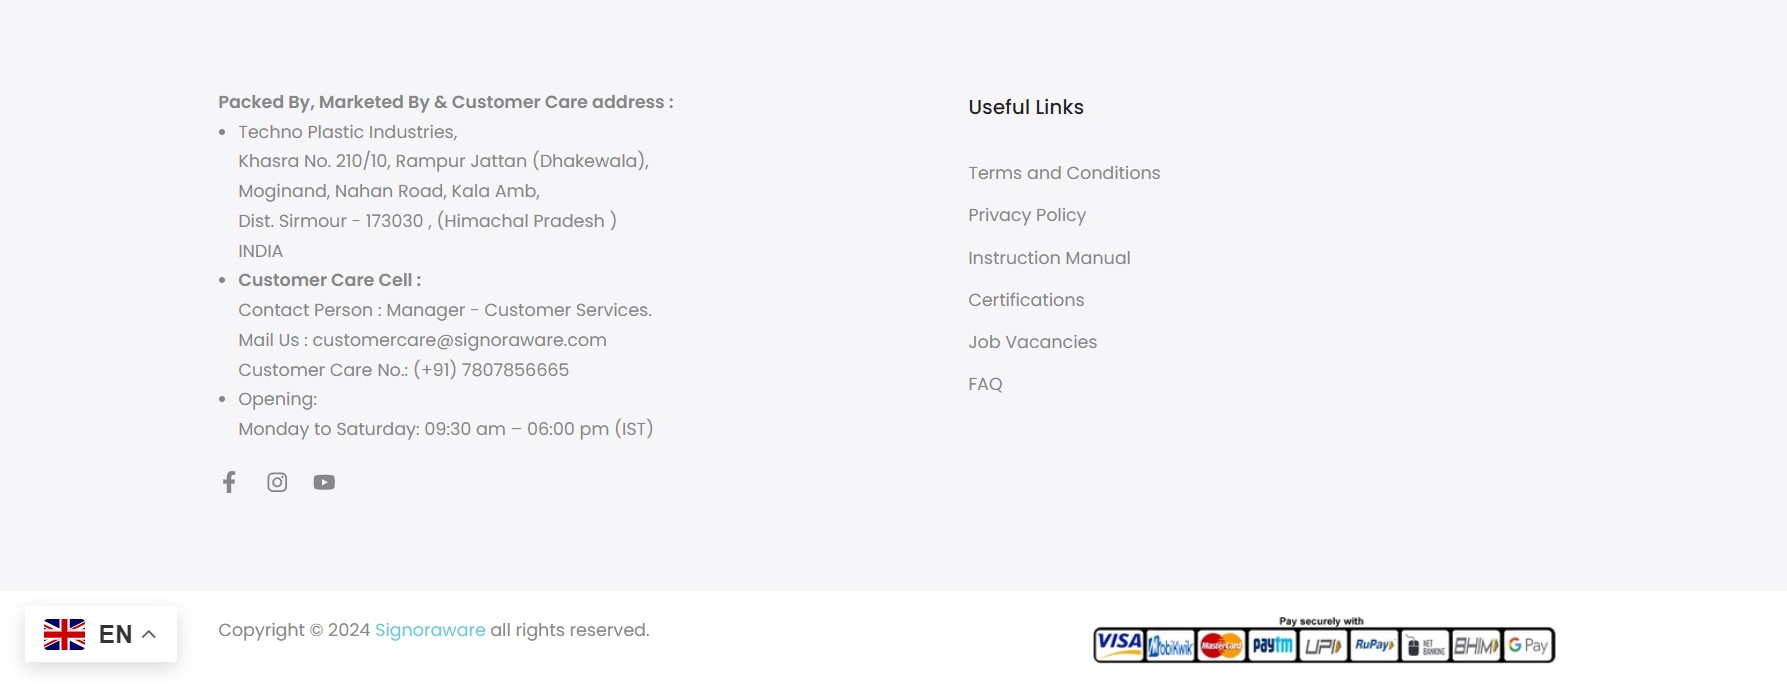 Packed By, Marketed By & Customer Care address :
Techno Plastic Industries,
Khasra No. 210/10, Rampur Jattan (Dhakewala),
Moginand, Nahan Road, Kala Amb,
Dist. Sirmour - 173030 , (Himachal Pradesh )
INDIA
Customer Care Cell :
Contact Person : Manager - Customer Services.
Mail Us : customercare@signoraware.com
Customer Care No.: (+91) 7807856665
Opening:
Monday to Saturday: 09:30 am – 06:00 pm (IST)
Useful Links
Terms and Conditions
Privacy Policy
Instruction Manual
Certifications
Job Vacancies
FAQ
EN
Copyright © 2024 Signoraware all rights reserved.
Pay securely with
VISA MobiKwik MasterCard paytm UPI RuPay NET BANKING BHIM G Pay